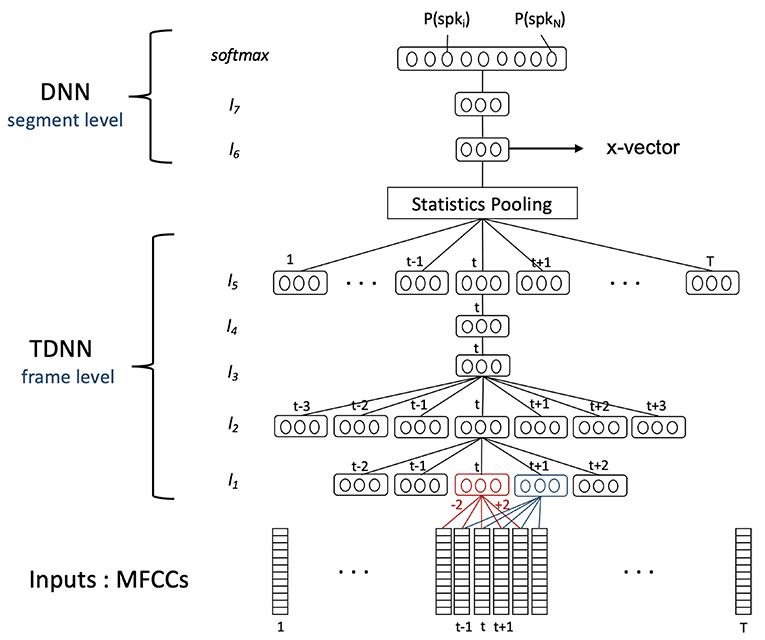 P(spki) P(spkN)
softmax
DNN
segment level
l7
l6
x-vector
Statistics Pooling
1 t-1 t t+1 T
l5 . . . . . .
t
l4
t
TDNN
frame level
l3
t-3 t-2 t-1 t t+1 t+2 t+3
l2
t-2 t-1 t t+1 t+2
l1
-2 +2
Inputs : MFCCs . . . . . .
1 t-1 t t+1 T